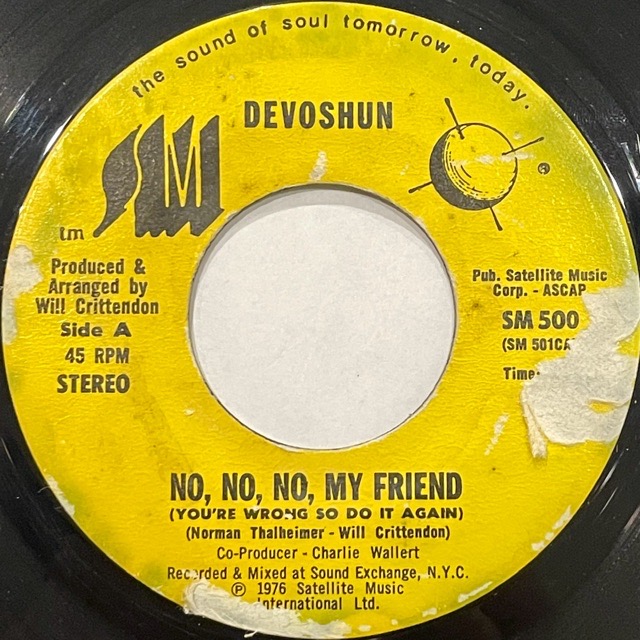 the sound of soul tomorrow, today.
DEVOSHUN
SM
tm
®
Produced &
Arranged by
Will Crittendon
Side A
45 RPM
STEREO
Pub. Satellite Music
Corp. - ASCAP
SM 500
(SM 501CA
Time:
NO, NO, NO, MY FRIEND
(YOU'RE WRONG SO DO IT AGAIN)
(Norman Thalheimer - Will Crittendon)
Co-Producer - Charlie Wallert
Recorded & Mixed at Sound Exchange, N.Y.C.
℗ 1976 Satellite Music
International Ltd.